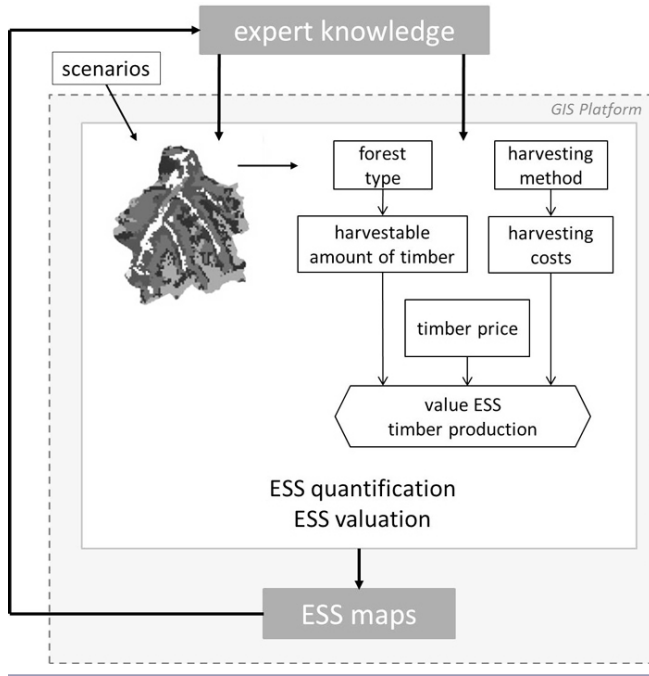 expert knowledge
scenarios
GIS Platform
forest
type
harvesting
method
harvestable
amount of timber
harvesting
costs
timber price
value ESS
timber production
ESS quantification
ESS valuation
ESS maps